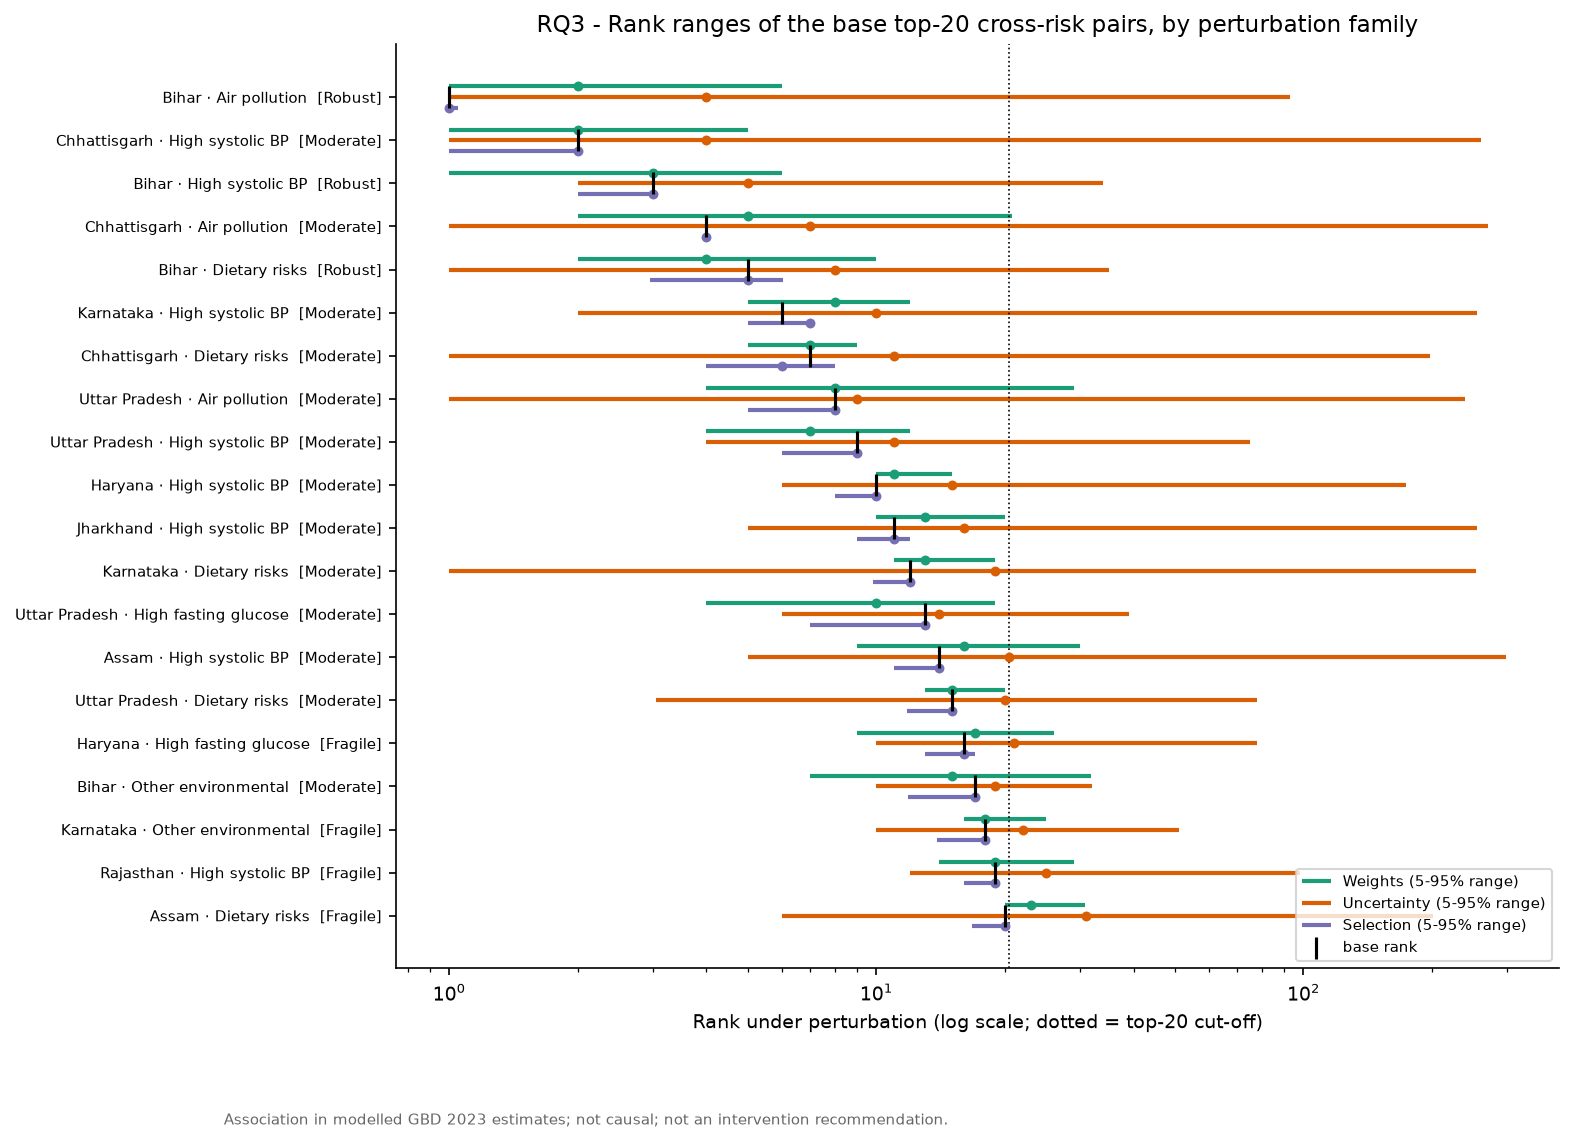 RQ3 - Rank ranges of the base top-20 cross-risk pairs, by perturbation family
Bihar · Air pollution [Robust]
Chhattisgarh · High systolic BP [Moderate]
Bihar · High systolic BP [Robust]
Chhattisgarh · Air pollution [Moderate]
Bihar · Dietary risks [Robust]
Karnataka · High systolic BP [Moderate]
Chhattisgarh · Dietary risks [Moderate]
Uttar Pradesh · Air pollution [Moderate]
Uttar Pradesh · High systolic BP [Moderate]
Haryana · High systolic BP [Moderate]
Jharkhand · High systolic BP [Moderate]
Karnataka · Dietary risks [Moderate]
Uttar Pradesh · High fasting glucose [Moderate]
Assam · High systolic BP [Moderate]
Uttar Pradesh · Dietary risks [Moderate]
Haryana · High fasting glucose [Fragile]
Bihar · Other environmental [Moderate]
Karnataka · Other environmental [Fragile]
Rajasthan · High systolic BP [Fragile]
Assam · Dietary risks [Fragile]
Weights (5-95% range)
Uncertainty (5-95% range)
Selection (5-95% range)
base rank
10⁰ 10¹ 10²
Rank under perturbation (log scale; dotted = top-20 cut-off)
Association in modelled GBD 2023 estimates; not causal; not an intervention recommendation.